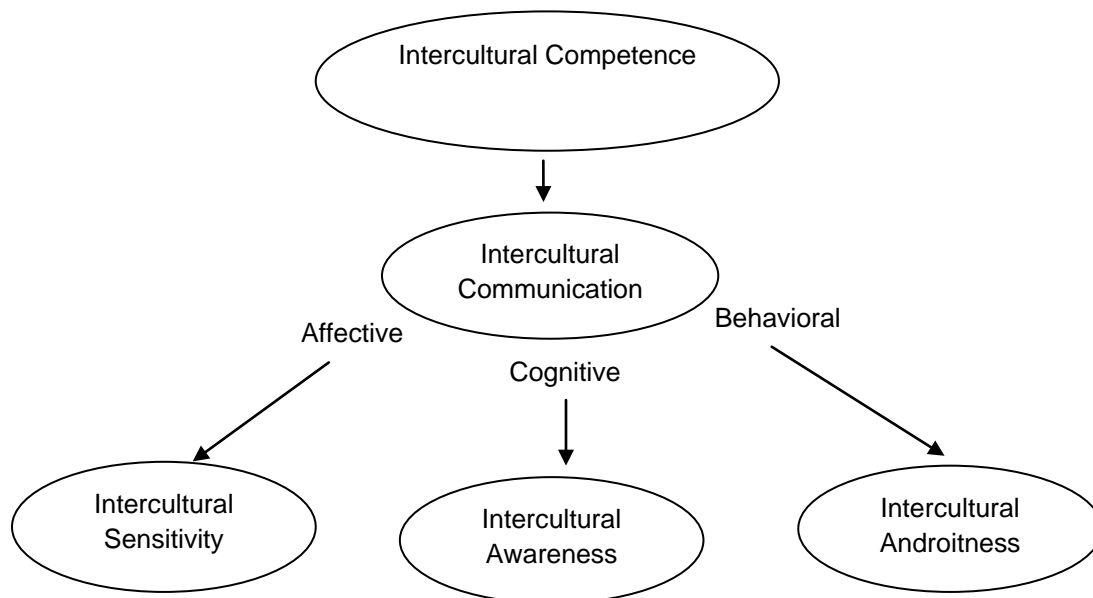 Intercultural Competence
Intercultural
Communication
Affective
Behavioral
Cognitive
Intercultural
Sensitivity
Intercultural
Awareness
Intercultural
Androitness